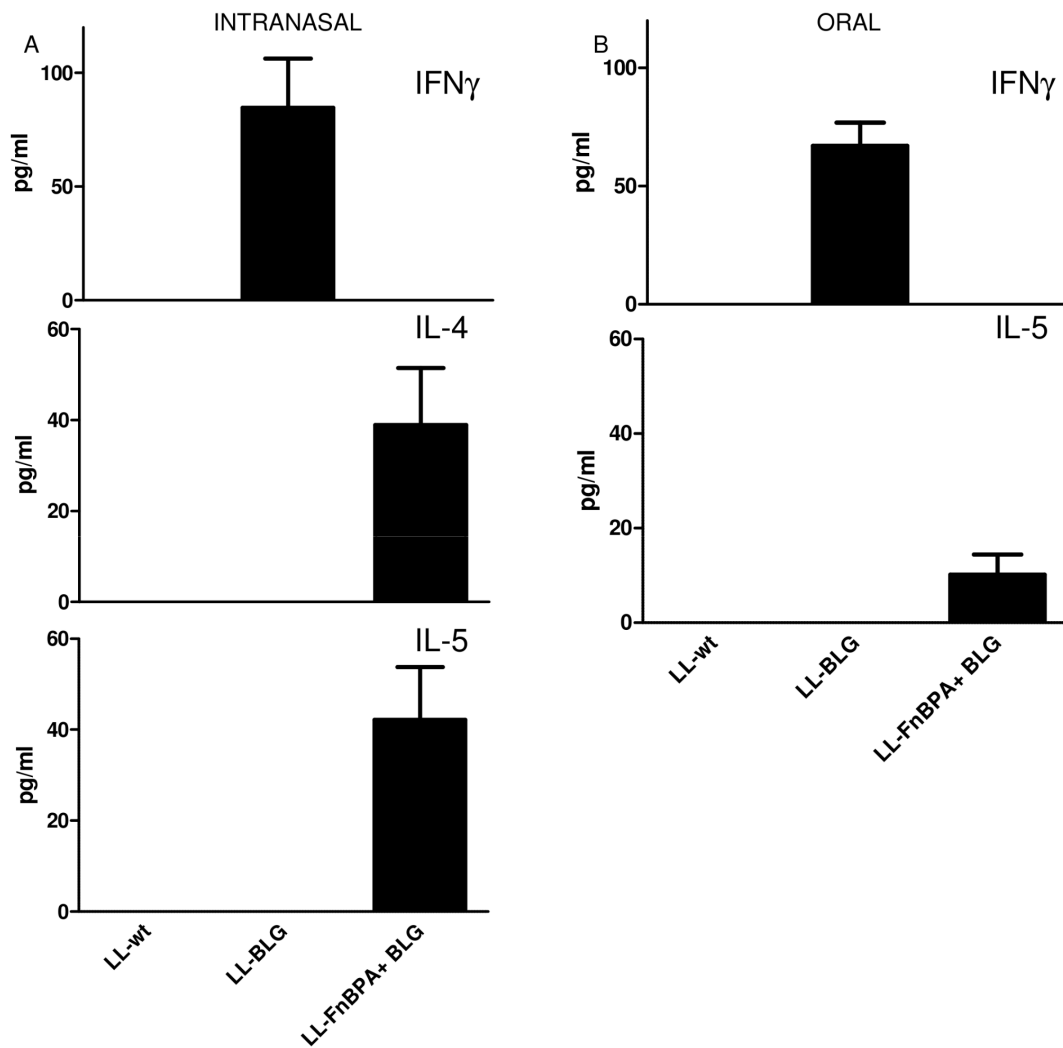 A
INTRANASAL
IFNγ
pg/ml
100
50
0
IL-4
pg/ml
60
40
20
0
IL-5
pg/ml
60
40
20
0
LL-wt
LL-BLG
LL-FnBPA+ BLG
B
ORAL
IFNγ
pg/ml
100
50
0
IL-5
pg/ml
60
40
20
0
LL-wt
LL-BLG
LL-FnBPA+ BLG